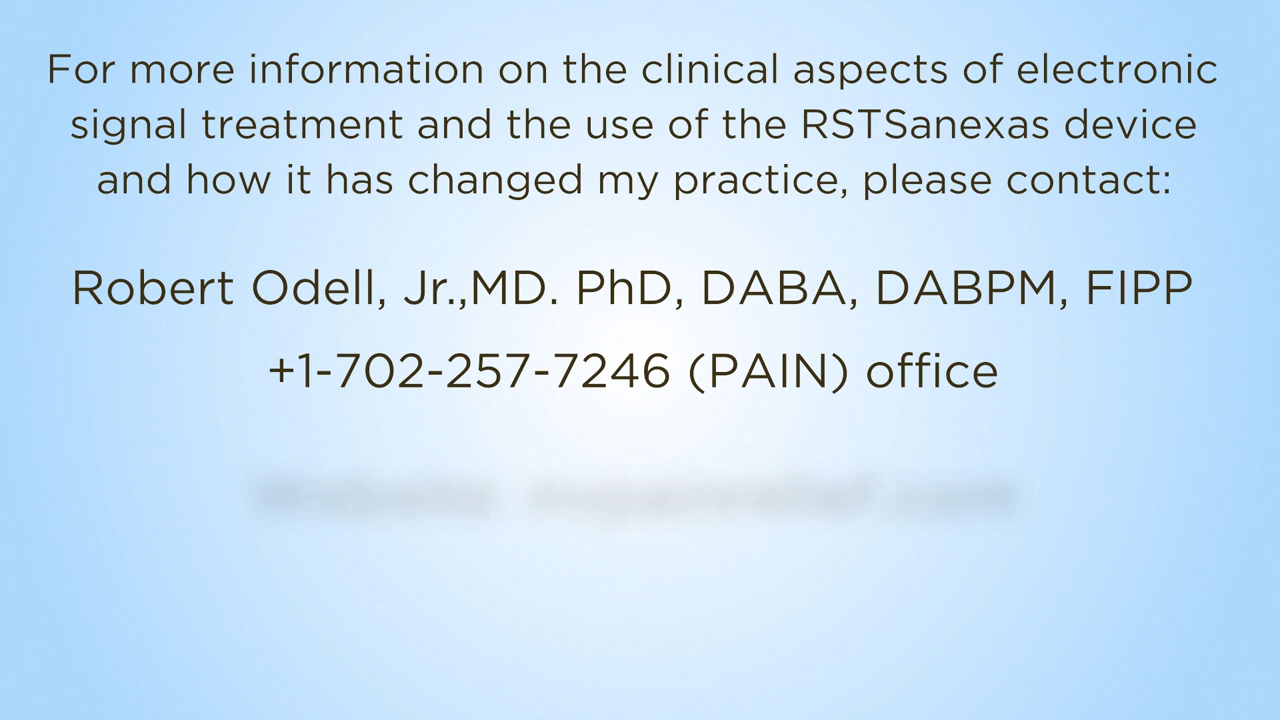 For more information on the clinical aspects of electronic
signal treatment and the use of the RSTSanexas device
and how it has changed my practice, please contact:
Robert Odell, Jr.,MD. PhD, DABA, DABPM, FIPP
+1-702-257-7246 (PAIN) office